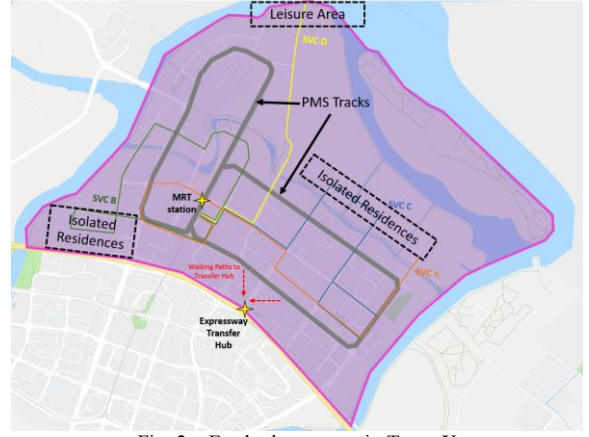 Leisure Area
SVC D
PMS Tracks
Isolated Residences
SVC C
MRT
station
SVC B
Isolated
Residences
Walking Paths to
Transfer Hub
SVC A
Expressway
Transfer
Hub